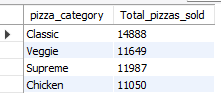 pizza_category Total_pizzas_sold
Classic 14888
Veggie 11649
Supreme 11987
Chicken 11050